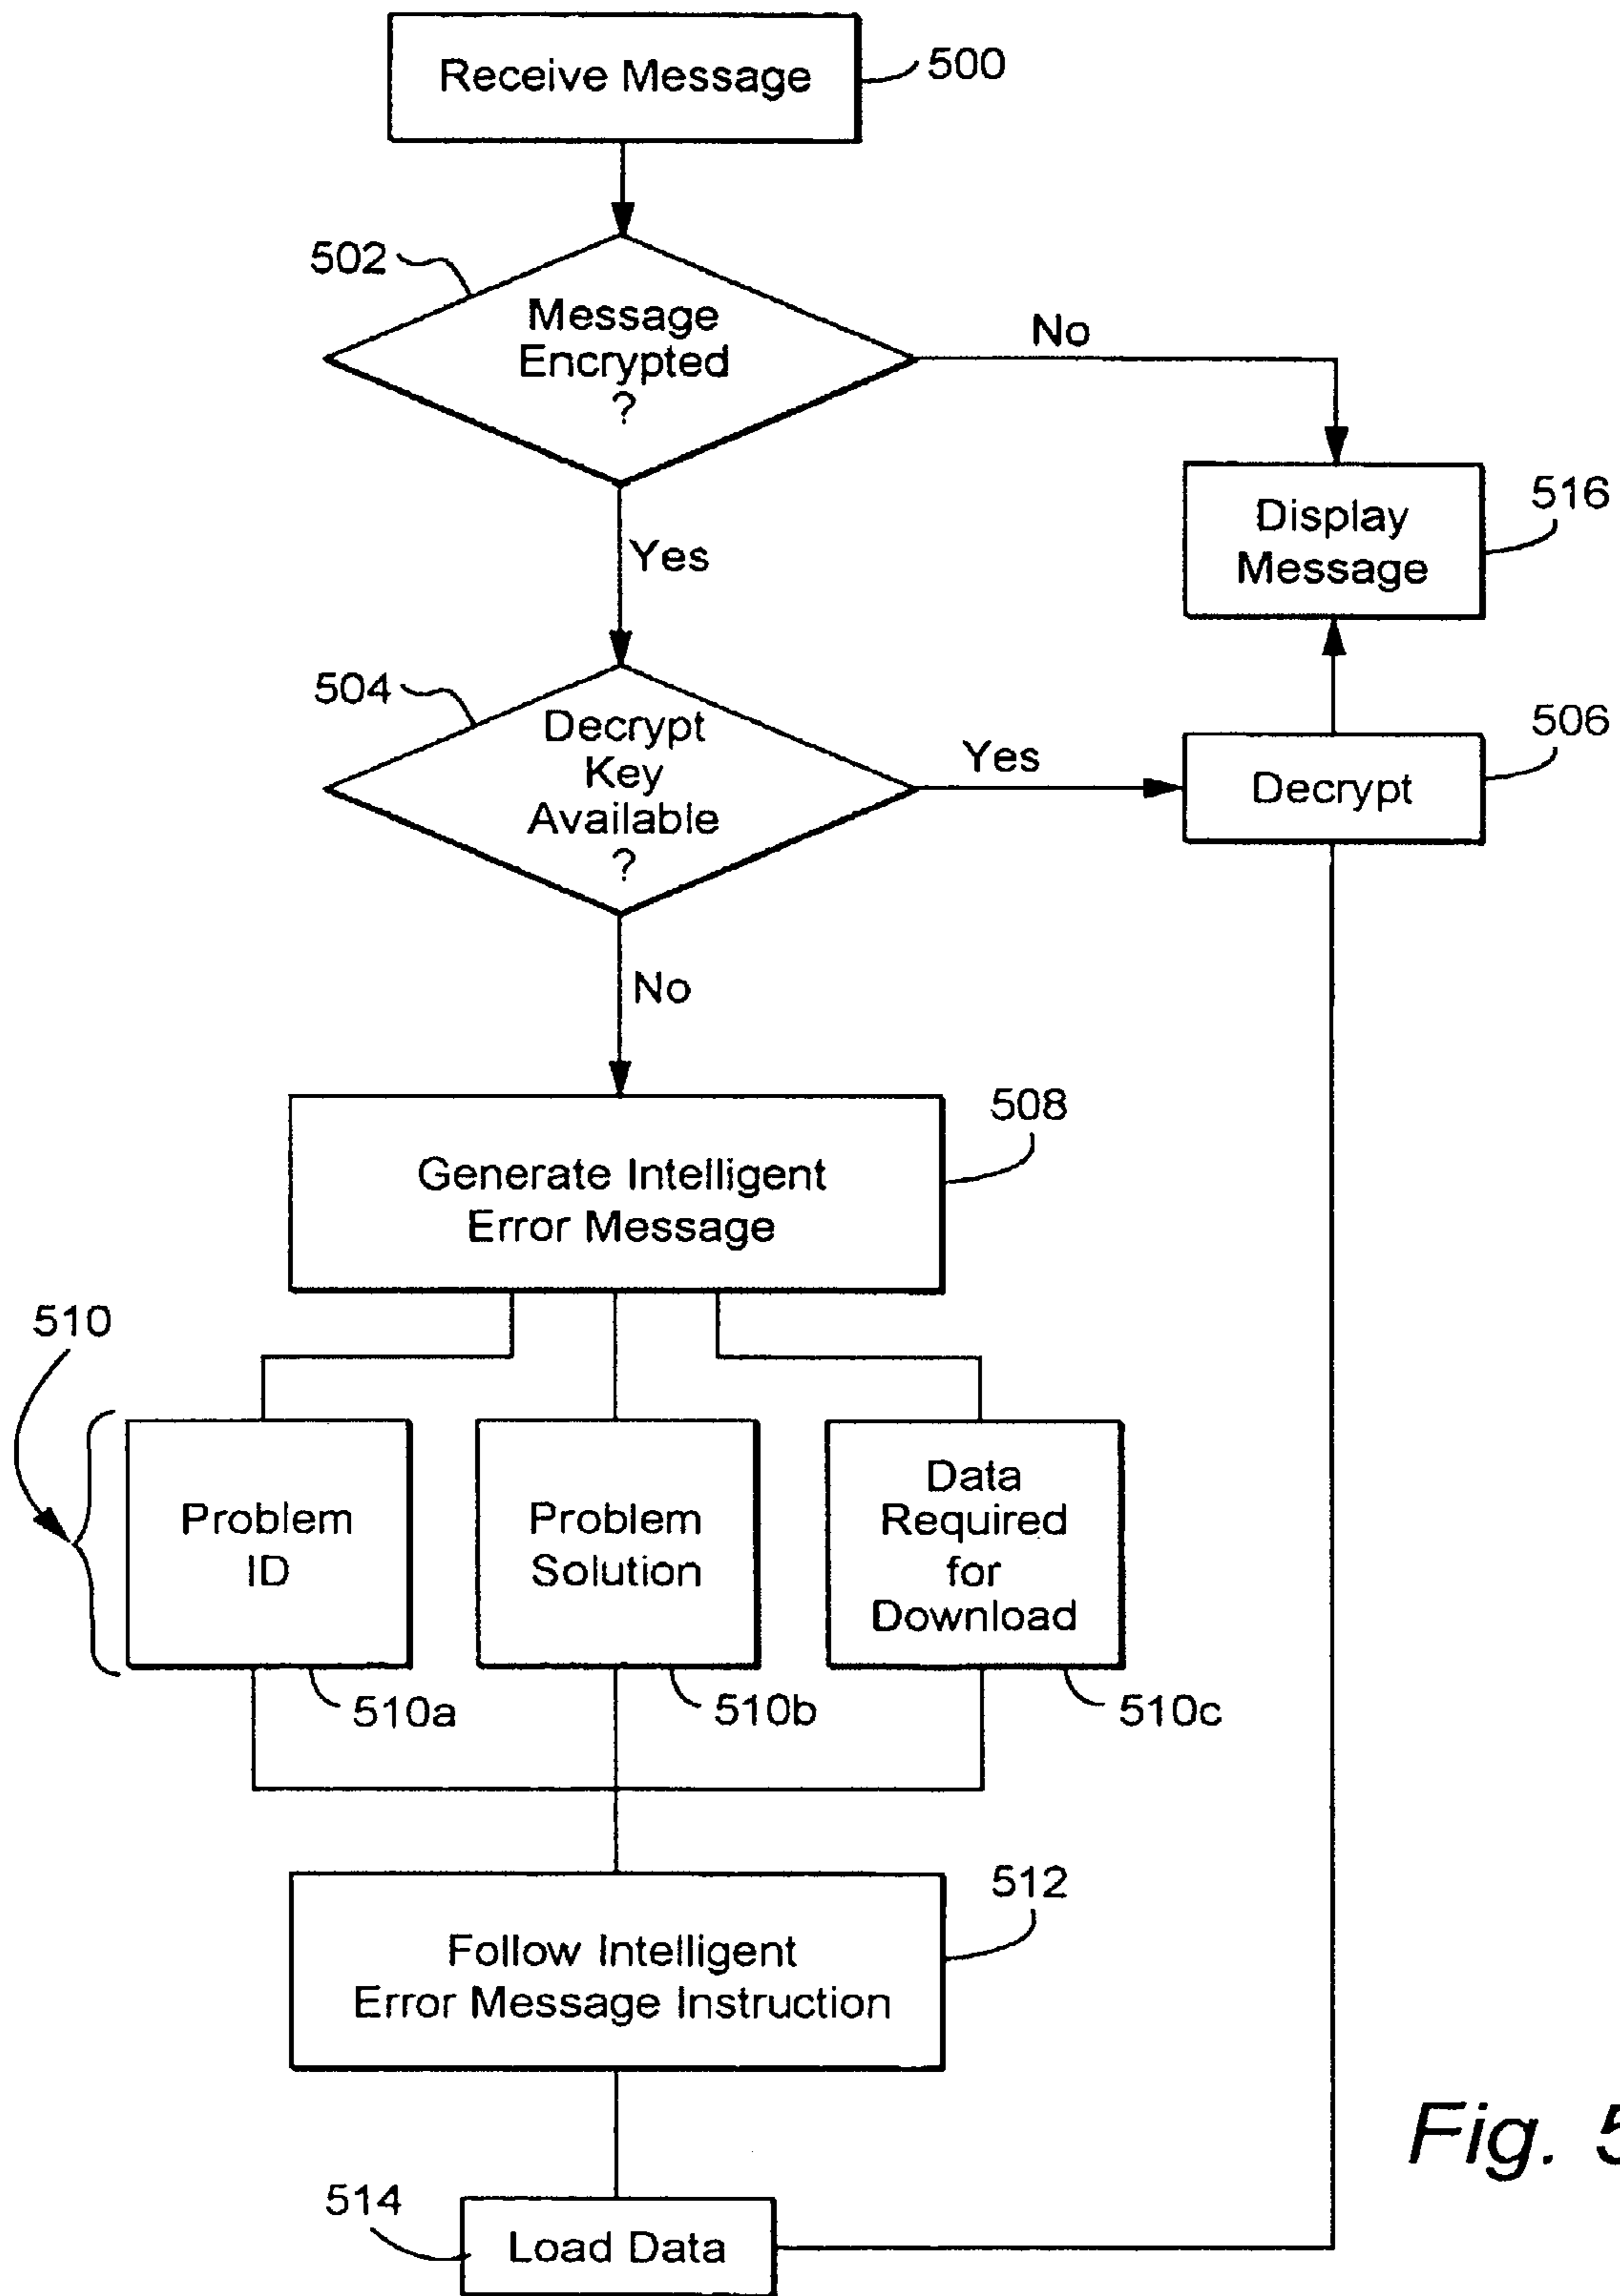 Receive Message
500
502
Message
Encrypted
?
No
Yes
Display
Message
516
504
Decrypt
Key
Available
?
Yes
Decrypt
506
No
Generate Intelligent
Error Message
508
510
Problem
ID
510a
Problem
Solution
510b
Data
Required
for
Download
510c
Follow Intelligent
Error Message Instruction
512
514
Load Data
Fig. 5